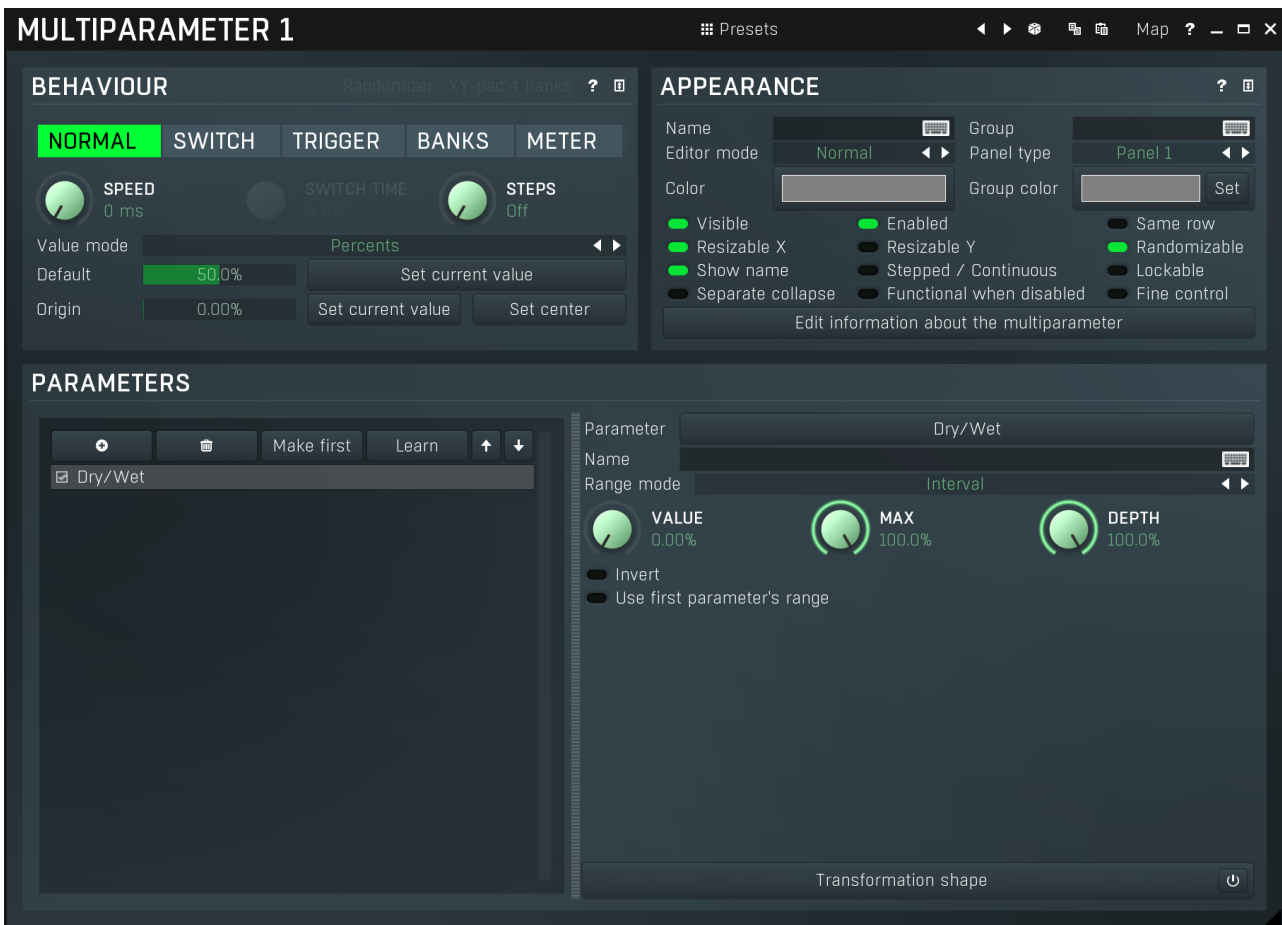 MULTIPARAMETER 1 Presets Map ?
BEHAVIOUR Randomizer XY-pad 4 banks ?
NORMAL SWITCH TRIGGER BANKS METER
SPEED SWITCH TIME STEPS
0 ms 0 ms Off
Value mode Percents
Default 50.0% Set current value
Origin 0.00% Set current value Set center
APPEARANCE ?
Name Group
Editor mode Normal Panel type Panel 1
Color Group color Set
Visible Enabled Same row
Resizable X Resizable Y Randomizable
Show name Stepped / Continuous Lockable
Separate collapse Functional when disabled Fine control
Edit information about the multiparameter
PARAMETERS
Make first Learn
Dry/Wet
Parameter Dry/Wet
Name
Range mode Interval
VALUE MAX DEPTH
0.00% 100.0% 100.0%
Invert
Use first parameter's range
Transformation shape